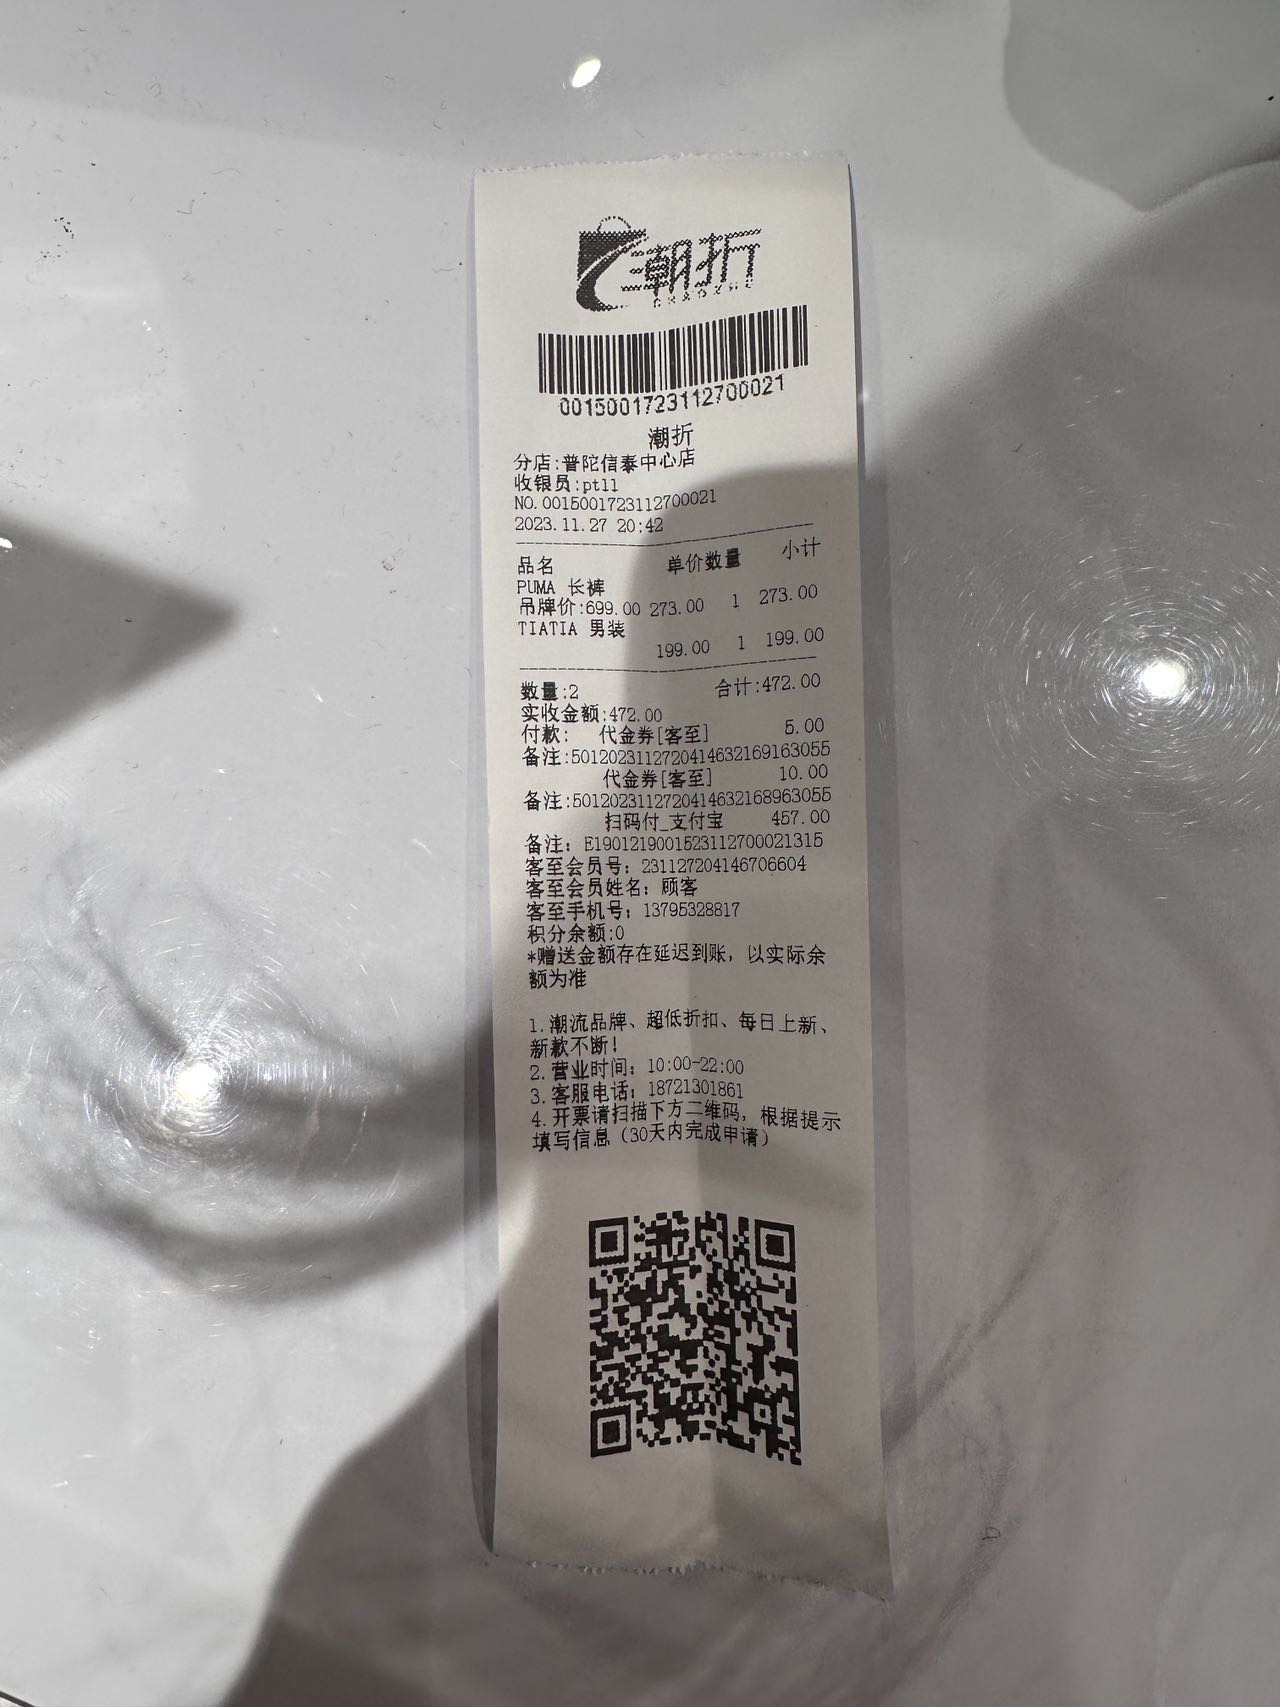 潮折
CHAOZHE
0015001723112700021
潮折
分店:普陀信泰中心店
收银员:pt11
NO.0015001723112700021
2023.11.27 20:42
品名 单价数量 小计
PUMA 长裤
吊牌价:699.00 273.00 1 273.00
TIATIA 男装
199.00 1 199.00
数量:2 合计:472.00
实收金额:472.00
付款: 代金券[客至] 5.00
备注:5012023112720414632169163055
代金券[客至] 10.00
备注:5012023112720414632168963055
扫码付_支付宝 457.00
备注: E1901219001523112700021315
客至会员号: 231127204146706604
客至会员姓名: 顾客
客至手机号: 13795328817
积分余额:0
*赠送金额存在延迟到账, 以实际余
额为准
1.潮流品牌、超低折扣、每日上新、
新款不断!
2.营业时间: 10:00-22:00
3.客服电话: 18721301861
4.开票请扫描下方二维码, 根据提示
填写信息 (30天内完成申请)